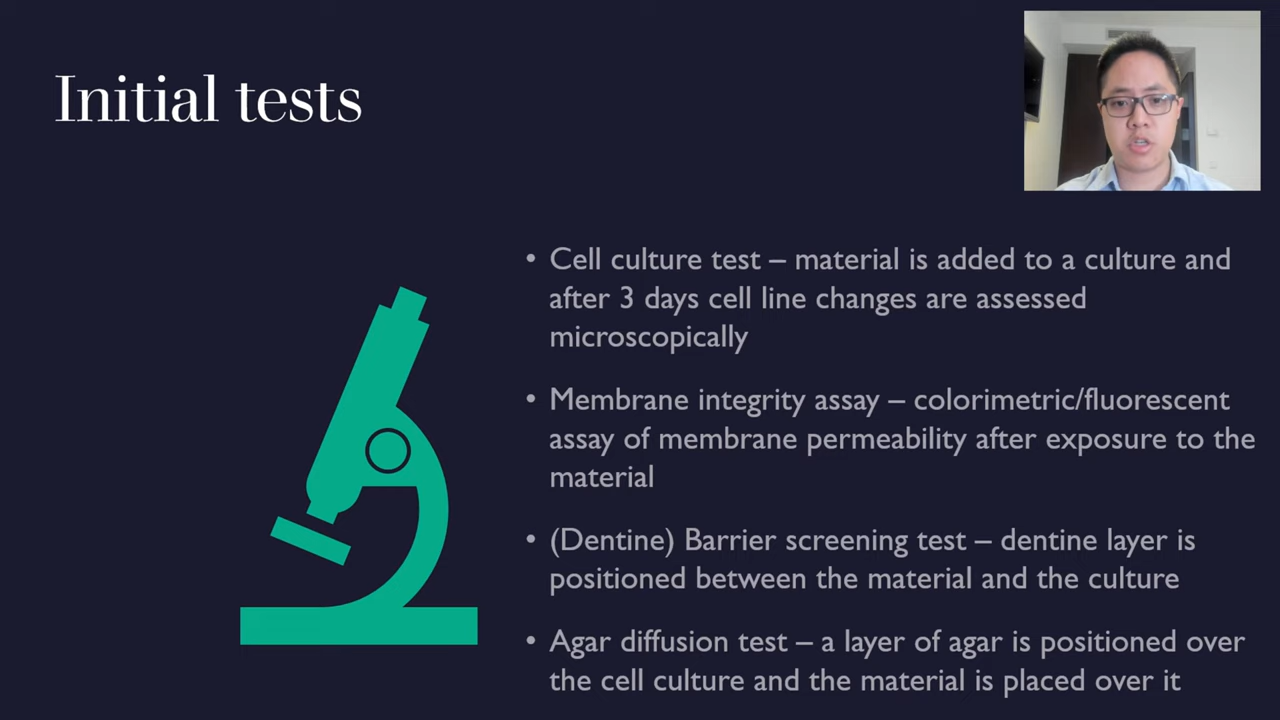 Initial tests
• Cell culture test – material is added to a culture and
after 3 days cell line changes are assessed
microscopically
• Membrane integrity assay – colorimetric/fluorescent
assay of membrane permeability after exposure to the
material
• (Dentine) Barrier screening test – dentine layer is
positioned between the material and the culture
• Agar diffusion test – a layer of agar is positioned over
the cell culture and the material is placed over it